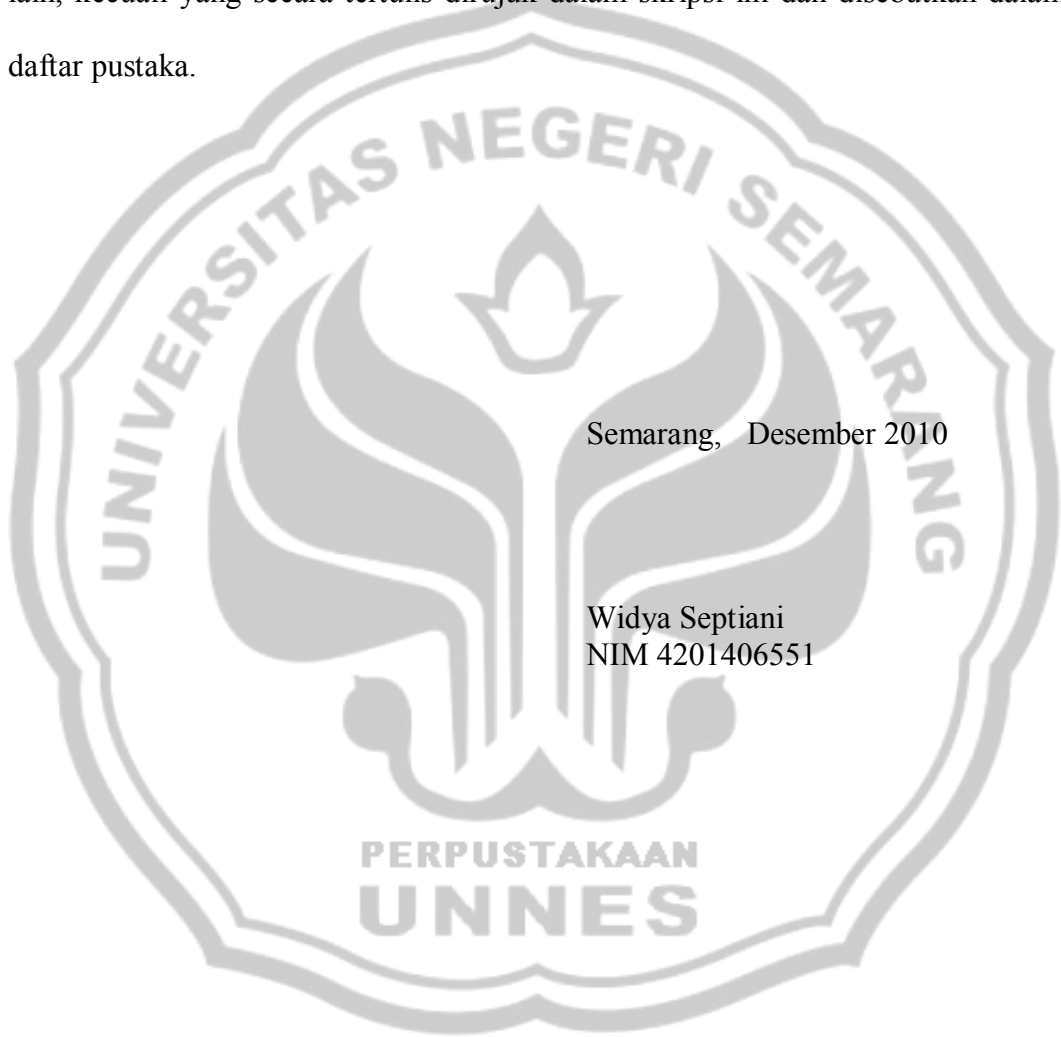 lain, kecuali yang secara tertulis dirujuk dalam skripsi ini dan disebutkan dalam
daftar pustaka.
UNIVERSITAS NEGERI SEMARANG
Semarang, Desember 2010
Widya Septiani
NIM 4201406551
PERPUSTAKAAN
UNNES